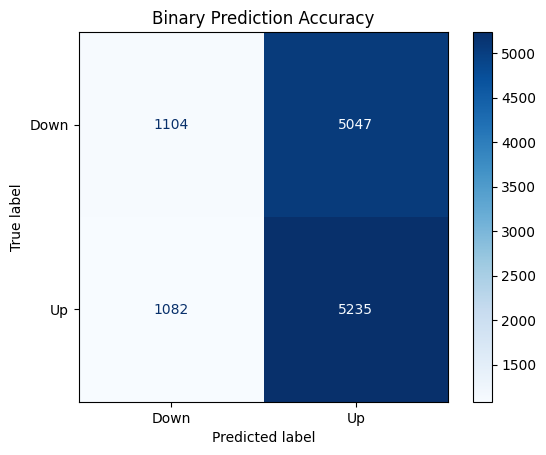 Binary Prediction Accuracy
Down
1104
5047
Up
1082
5235
Down
Up
Predicted label
True label
5000
4500
4000
3500
3000
2500
2000
1500